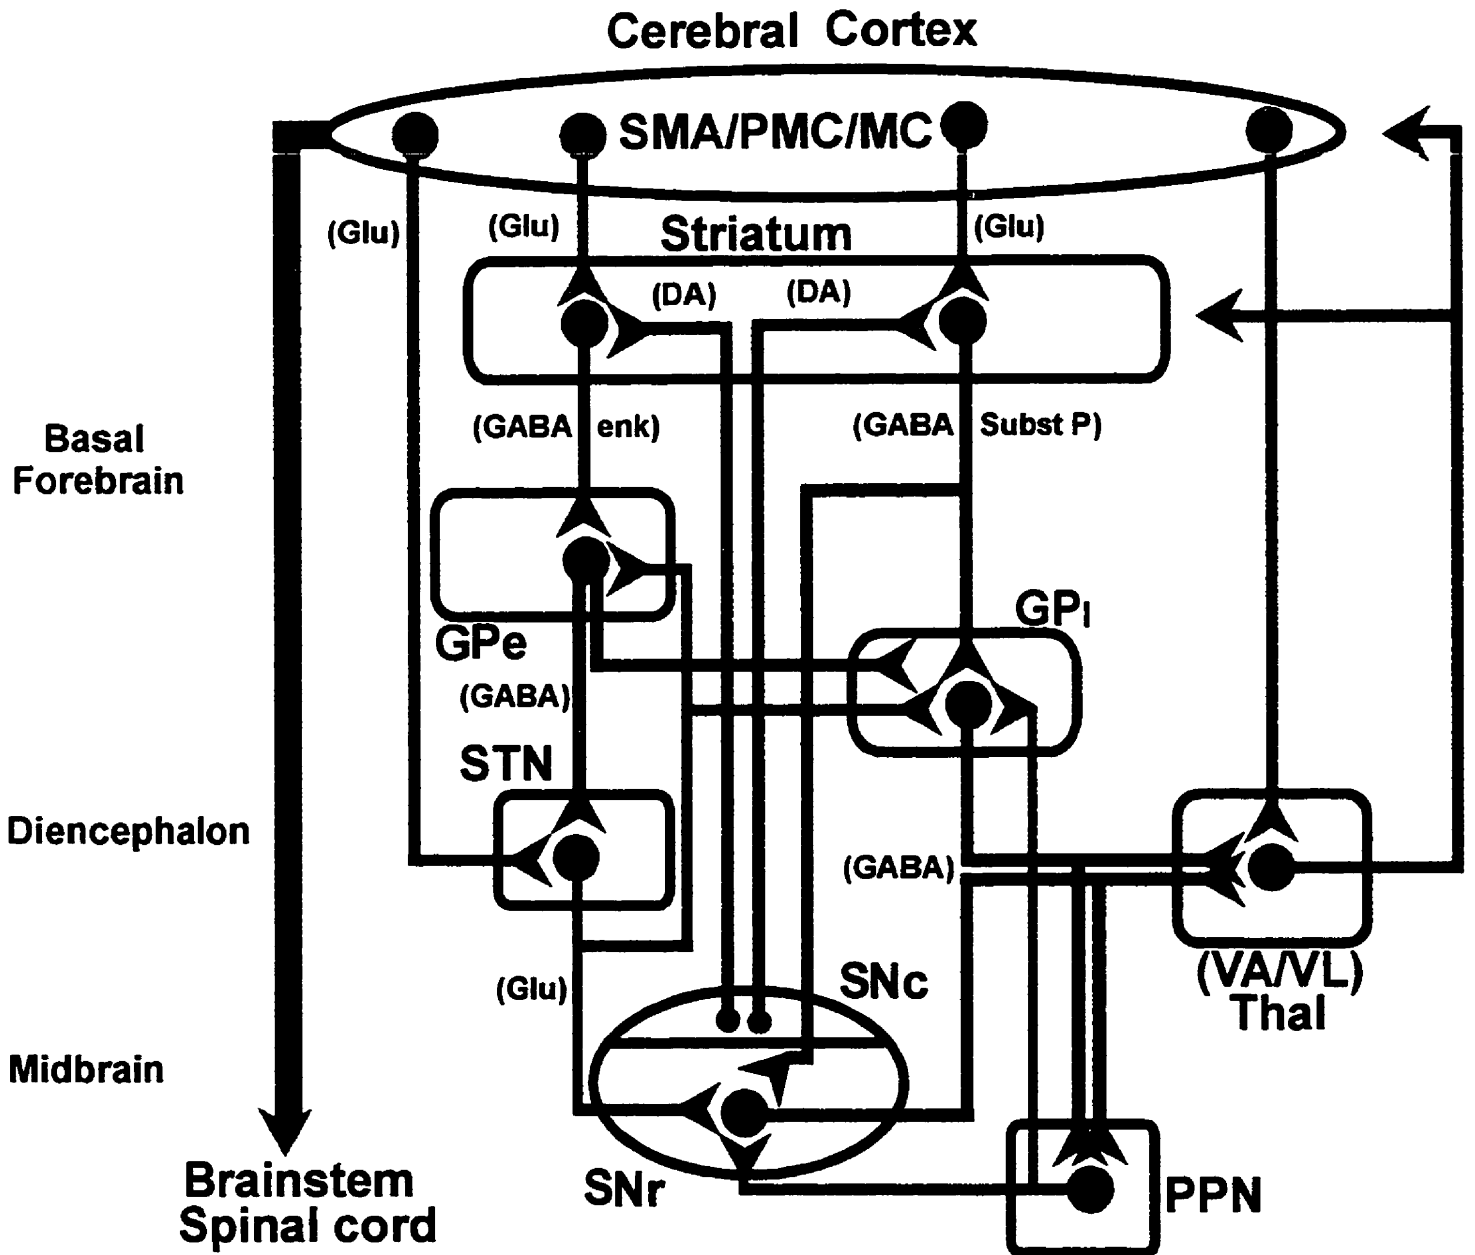 Cerebral Cortex
SMA/PMC/MC
(Glu)
(Glu)
Striatum
(Glu)
(DA)
(DA)
(GABA enk)
(GABA Subst P)
Basal
Forebrain
GPe
GPI
(GABA)
STN
Diencephalon
(GABA)
(VA/VL)
Thal
(Glu)
SNc
Midbrain
SNr
PPN
Brainstem
Spinal cord